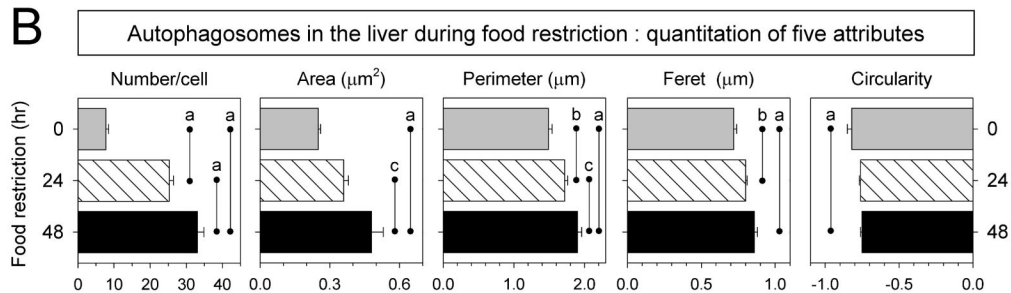 B
Autophagosomes in the liver during food restriction : quantitation of five attributes
Number/cell Area (μm²) Perimeter (μm) Feret (μm) Circularity
Food restriction (hr)
0 a a a b a b a a 0
24 a c c 24
48 48
0 10 20 30 40 0.0 0.3 0.6 0.0 1.0 2.0 0.0 1.0 -1.0 -0.5 0.0